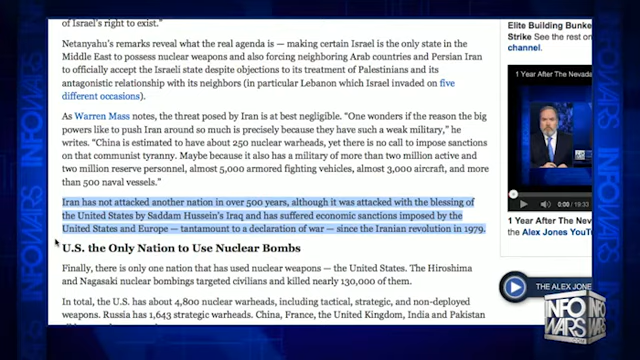 of Israel's right to exist."
Netanyahu's remarks reveal what the real agenda is — making certain Israel is the only state in the
Middle East to possess nuclear weapons and also forcing neighboring Arab countries and Persian Iran
to officially accept the Israeli state despite objections to its treatment of Palestinians and its
antagonistic relationship with its neighbors (in particular Lebanon which Israel invaded on five
different occasions).
As Warren Mass notes, the threat posed by Iran is at best negligible. "One wonders if the reason the big
powers like to push Iran around so much is precisely because they have such a weak military," he
writes. "China is estimated to have about 250 nuclear warheads, yet there is no call to impose sanctions
on that communist tyranny. Maybe because it also has a military of more than two million active and
two million reserve personnel, almost 5,000 armored fighting vehicles, almost 3,000 aircraft, and more
than 500 naval vessels."
Iran has not attacked another nation in over 500 years, although it was attacked with the blessing of
the United States by Saddam Hussein's Iraq and has suffered economic sanctions imposed by the
United States and Europe — tantamount to a declaration of war — since the Iranian revolution in 1979.
U.S. the Only Nation to Use Nuclear Bombs
Finally, there is only one nation that has used nuclear weapons — the United States. The Hiroshima
and Nagasaki nuclear bombings targeted civilians and killed nearly 130,000 of them.
In total, the U.S. has about 4,800 nuclear warheads, including tactical, strategic, and non-deployed
weapons. Russia has 1,643 strategic warheads. China, France, the United Kingdom, India and Pakistan
Elite Building Bunke
Strike See the rest o
channel.
1 Year After The Nevada
0:00 / 19:33
1 Year After The Neva
the Alex Jones YouTu
THE ALEX JONE
INFO
WARS
INFOWARS